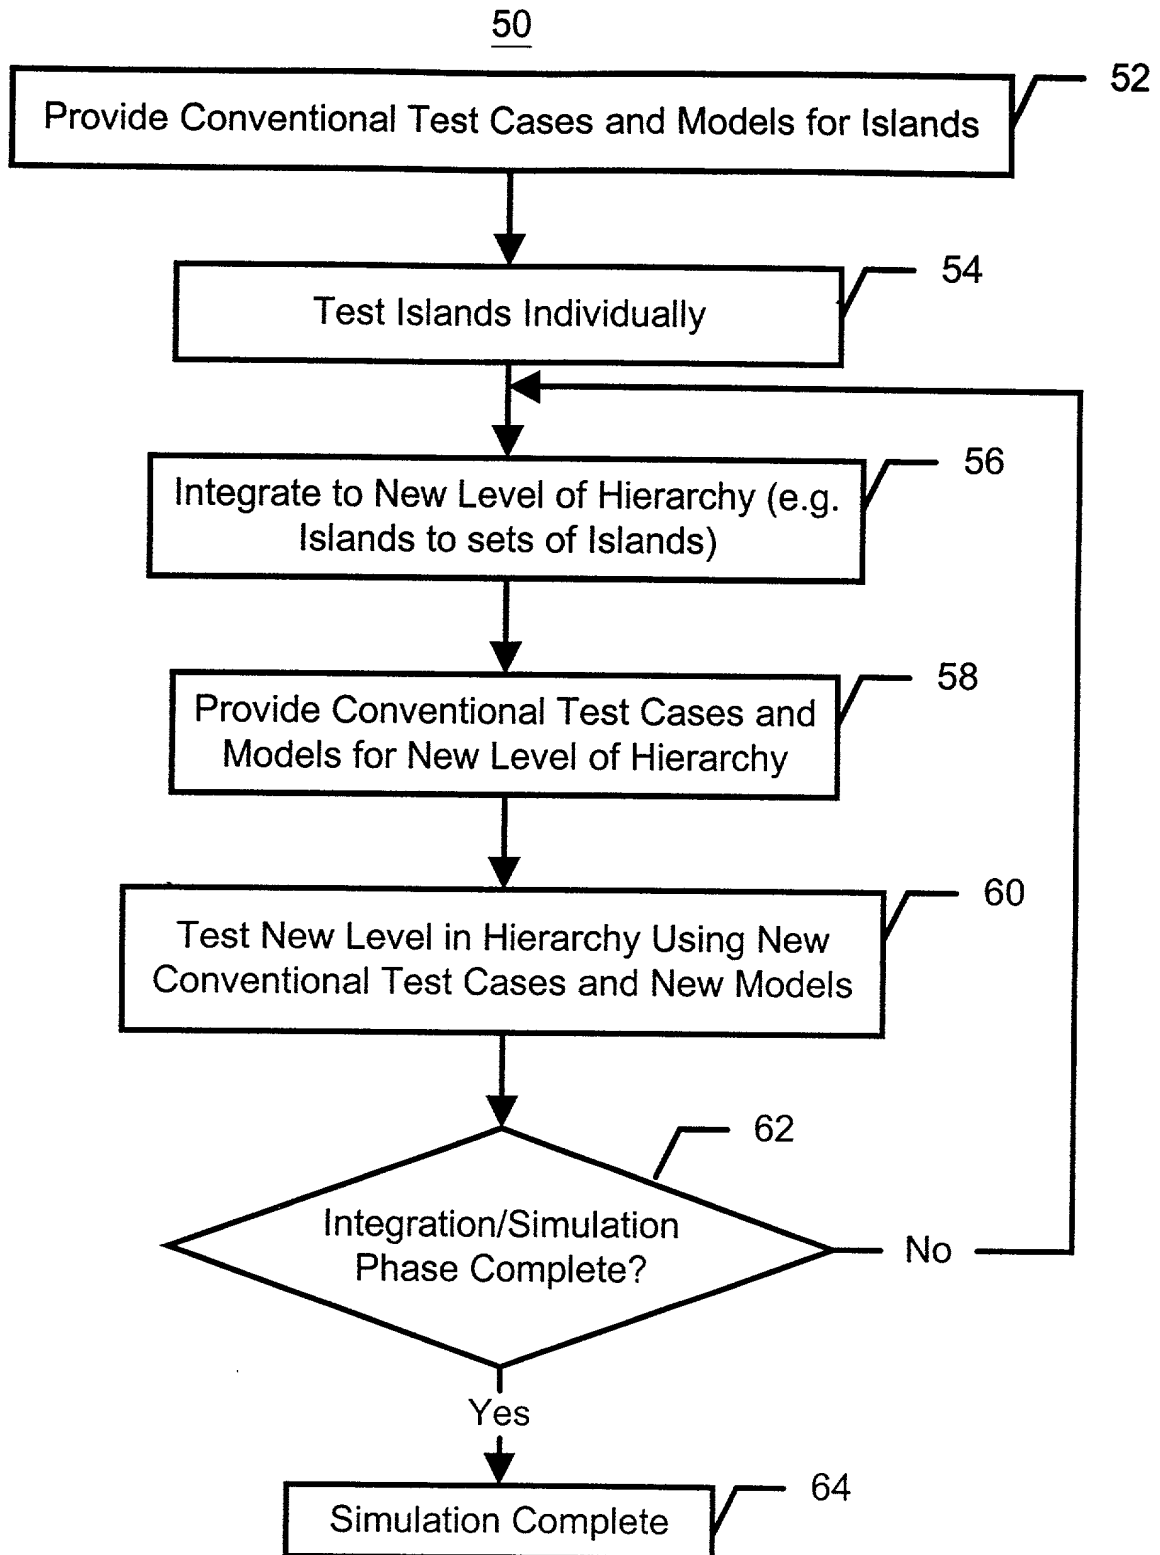 50
Provide Conventional Test Cases and Models for Islands
52
Test Islands Individually
54
Integrate to New Level of Hierarchy (e.g.
Islands to sets of Islands)
56
Provide Conventional Test Cases and
Models for New Level of Hierarchy
58
Test New Level in Hierarchy Using New
Conventional Test Cases and New Models
60
Integration/Simulation
Phase Complete?
62
No
Yes
Simulation Complete
64